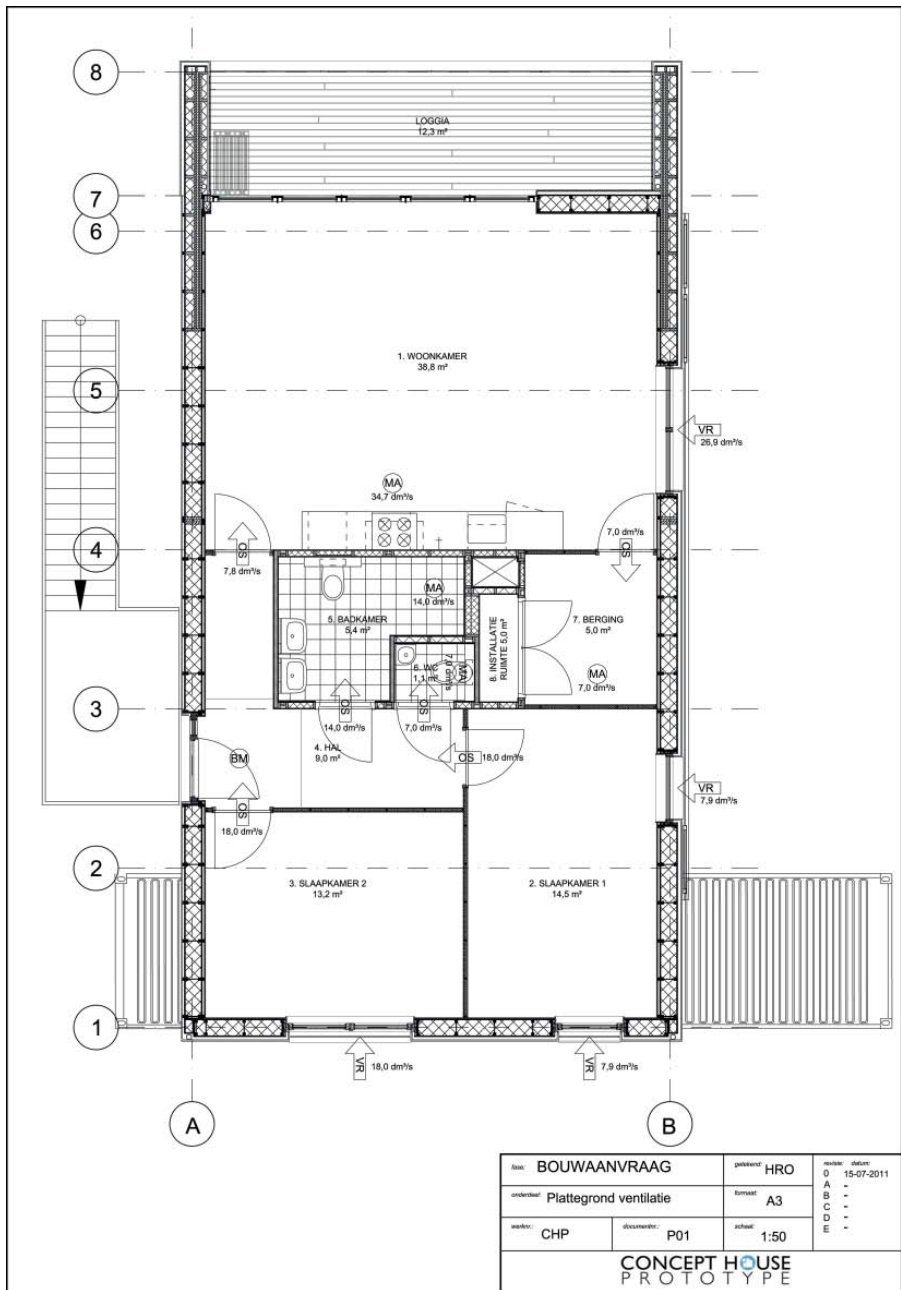 8
LOGGIA
12,3 m²
7
6
1. WOONKAMER
38,8 m²
5
VR
26,9 dm³/s
MA
34,7 dm³/s
7,0 dm³/s
OS
4
OS
7,8 dm³/s
MA
14,0 dm³/s
5. BADKAMER
5,4 m²
8. INSTALLATIE
RUIMTE 5,0 m²
7. BERGING
5,0 m²
6. WC
1,1 m²
7,0 dm³/s
MA
MA
7,0 dm³/s
3
OS
14,0 dm³/s
OS
7,0 dm³/s
4. HAL
9,0 m²
OS
18,0 dm³/s
BM
VR
7,9 dm³/s
OS
18,0 dm³/s
2
3. SLAAPKAMER 2
13,2 m²
2. SLAAPKAMER 1
14,5 m²
1
VR
18,0 dm³/s
VR
7,9 dm³/s
A
B
fase: BOUWAANVRAAG
getekend: HRO
revisie: datum:
0 15-07-2011
A -
B -
C -
D -
E -
onderdeel: Plattegrond ventilatie
formaat: A3
werknr.: CHP
documentnr.: P01
schaal: 1:50
CONCEPT HOUSE
PROTOTYPE